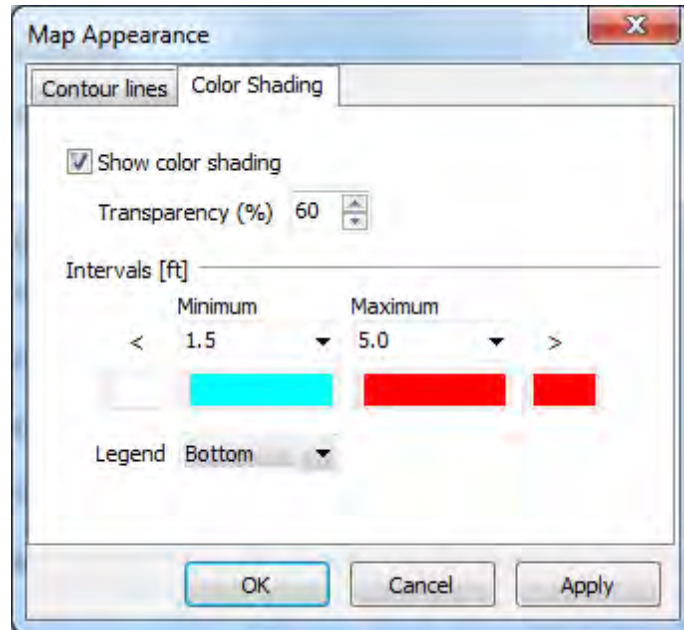 Map Appearance
X
Contour lines Color Shading
Show color shading
Transparency (%) 60
Intervals [ft]
Minimum Maximum
< 1.5 5.0 >
Legend Bottom
OK Cancel Apply